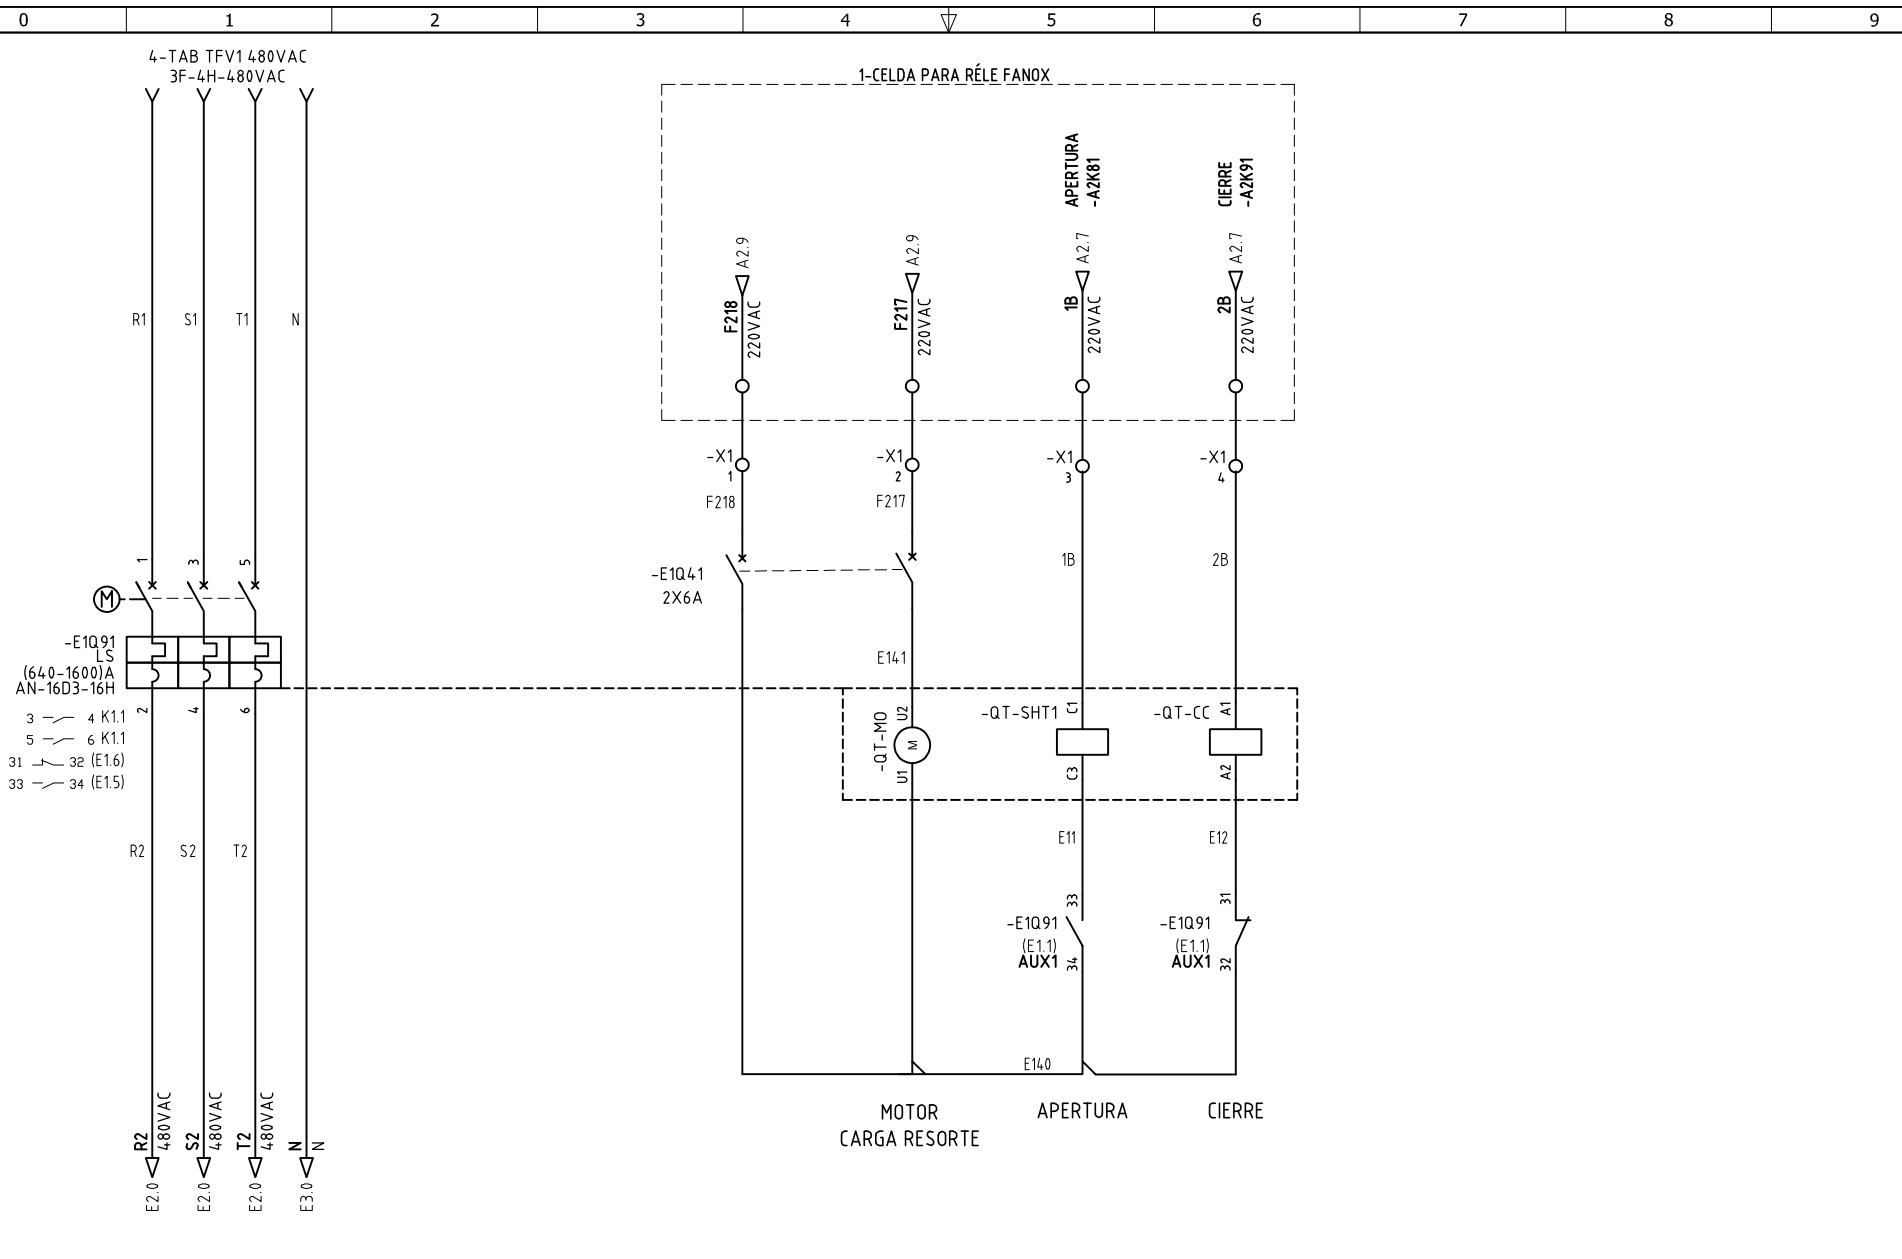 0 1 2 3 4 5 6 7 8 9
4-TAB TFV1 480VAC
3F-4H-480VAC
1-CELDA PARA RÉLE FANOX
APERTURA
-A2K81
CIERRE
-A2K91
A2.9
A2.9
A2.7
A2.7
F218
220VAC
F217
220VAC
1B
220VAC
2B
220VAC
R1
S1
T1
N
-X1
1
-X1
2
-X1
3
-X1
4
F218
F217
1B
2B
1
3
5
M
-E1Q91
LS
(640-1600)A
AN-16D3-16H
-E1Q41
2X6A
E141
2
4
6
3 4 K1.1
5 6 K1.1
31 32 (E1.6)
33 34 (E1.5)
-QT-MO
U2
M
U1
-QT-SHT1
C1
C3
-QT-CC
A1
A2
R2
S2
T2
E11
E12
33
-E1Q91
(E1.1)
AUX1
34
31
-E1Q91
(E1.1)
AUX1
32
E140
MOTOR
CARGA RESORTE
APERTURA
CIERRE
R2
480VAC
S2
480VAC
T2
480VAC
N
N
E2.0
E2.0
E2.0
E3.0